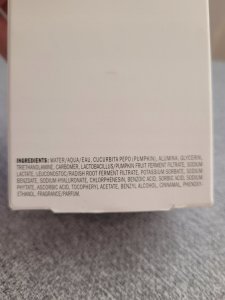 INGREDIENTS: WATER/AQUA/EAU, CUCURBITA PEPO (PUMPKIN), ALUMINA, GLYCERIN,
TRIETHANOLAMINE, CARBOMER, LACTOBACILLUS/PUMPKIN FRUIT FERMENT FILTRATE, SODIUM
LACTATE, LEUCONOSTOC/RADISH ROOT FERMENT FILTRATE, POTASSIUM SORBATE, SODIUM
BENZOATE, SODIUM HYALURONATE, CHLORPHENESIN, BENZOIC ACID, SORBIC ACID, SODIUM
PHYTATE, ASCORBIC ACID, TOCOPHERYL ACETATE, BENZYL ALCOHOL, CINNAMAL, PHENOXY-
ETHANOL, FRAGRANCE/PARFUM.